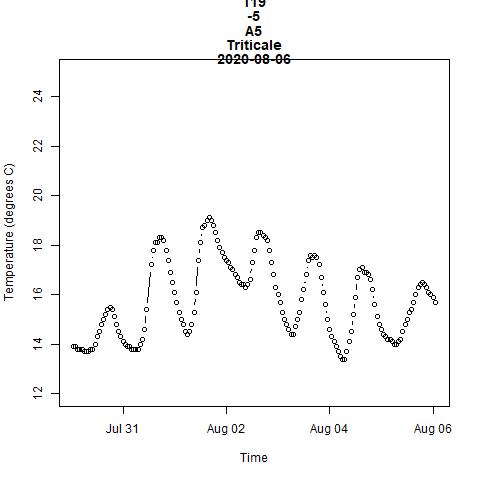 T19
-5
A5
Triticale
2020-08-06
24
22
20
18
16
14
12
Temperature (degrees C)
Jul 31
Aug 02
Aug 04
Aug 06
Time